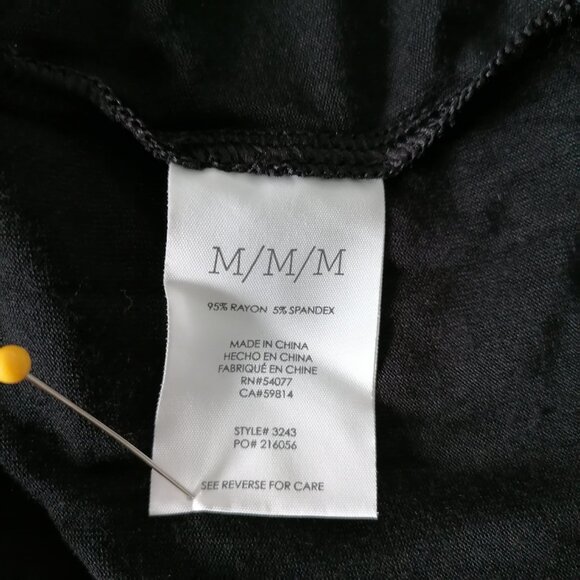 M/M/M
95% RAYON 5% SPANDEX
MADE IN CHINA
HECHO EN CHINA
FABRIQUÉ EN CHINE
RN#54077
CA#59814
STYLE# 3243
PO# 216056
SEE REVERSE FOR CARE